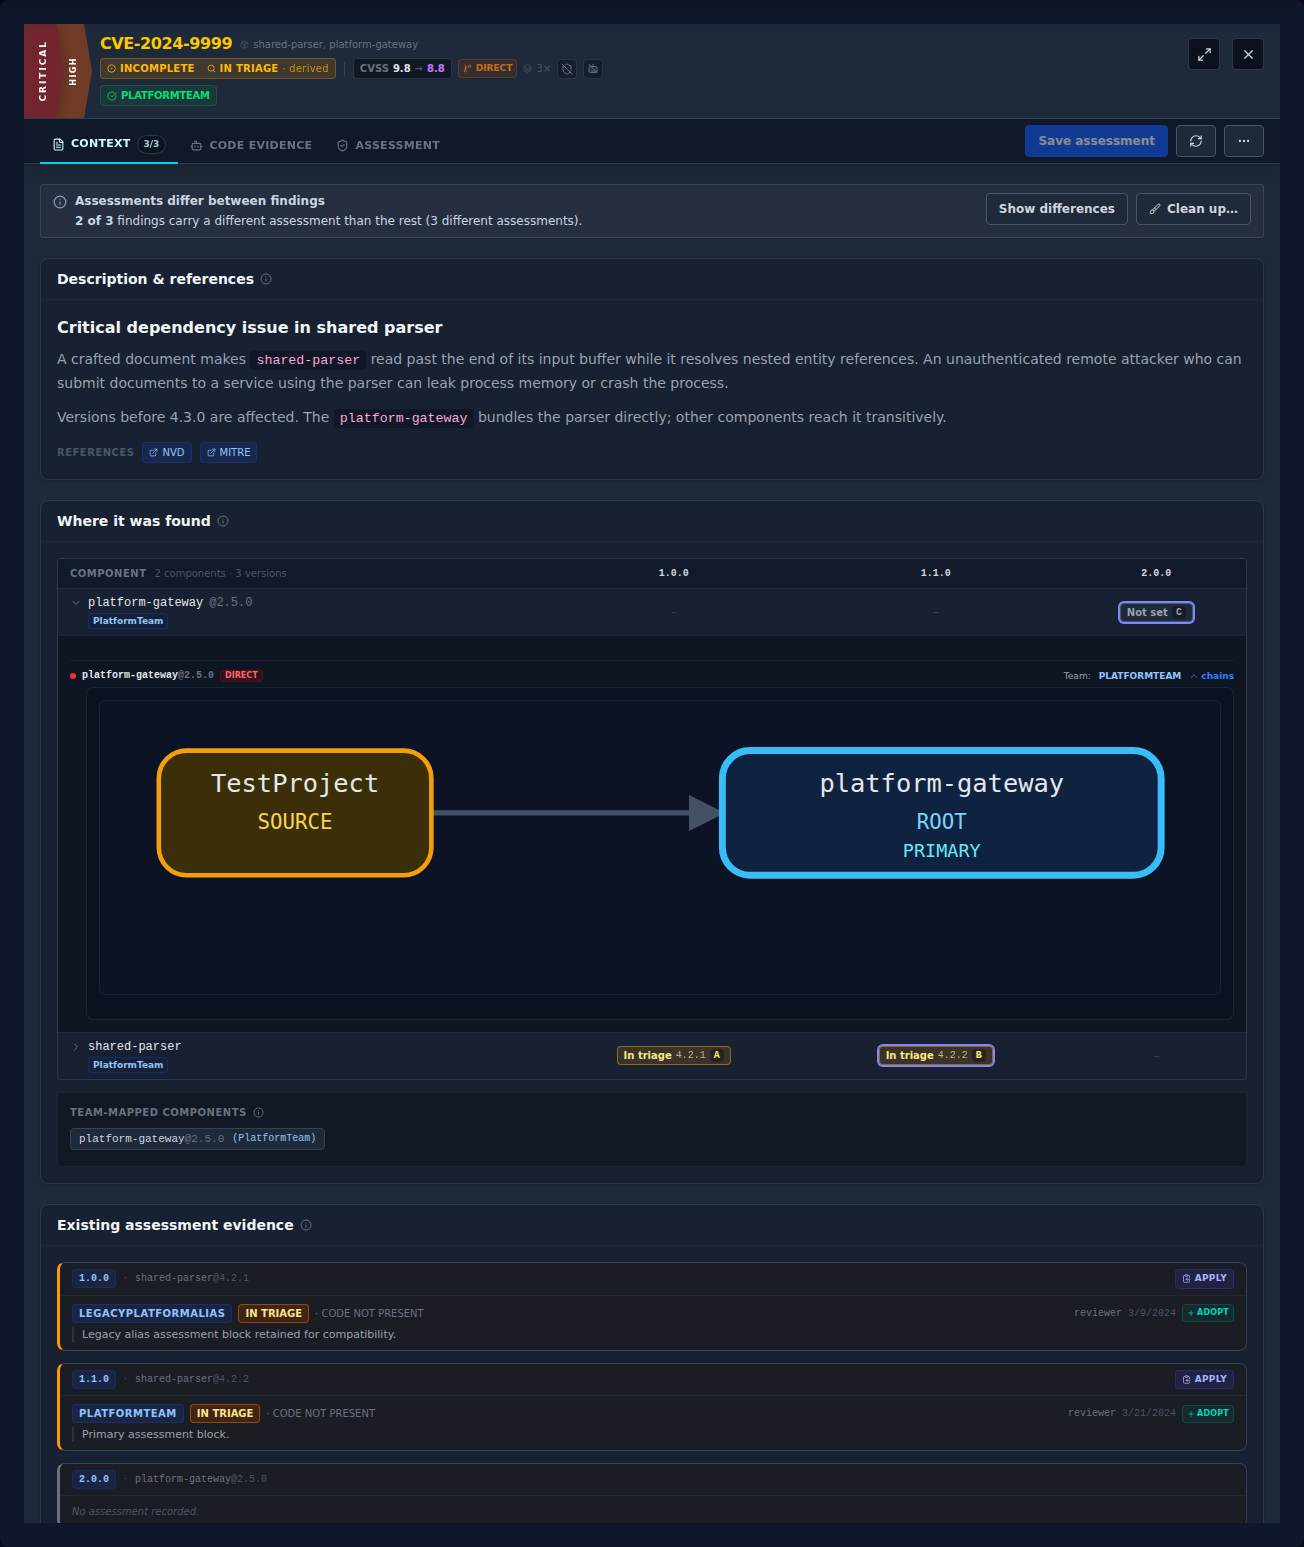 CRITICAL
HIGH
CVE-2024-9999 shared-parser, platform-gateway
INCOMPLETE IN TRIAGE · derived CVSS 9.8 → 8.8 DIRECT 3×
PLATFORMTEAM
CONTEXT 3/3 CODE EVIDENCE ASSESSMENT Save assessment ...
Assessments differ between findings
2 of 3 findings carry a different assessment than the rest (3 different assessments).
Show differences Clean up...
Description & references
Critical dependency issue in shared parser
A crafted document makes shared-parser read past the end of its input buffer while it resolves nested entity references. An unauthenticated remote attacker who can
submit documents to a service using the parser can leak process memory or crash the process.
Versions before 4.3.0 are affected. The platform-gateway bundles the parser directly; other components reach it transitively.
REFERENCES NVD MITRE
Where it was found
COMPONENT 2 components · 3 versions 1.0.0 1.1.0 2.0.0
platform-gateway @2.5.0 – – Not set C
PlatformTeam
platform-gateway@2.5.0 DIRECT Team: PLATFORMTEAM chains
TestProject
SOURCE
platform-gateway
ROOT
PRIMARY
shared-parser In triage 4.2.1 A In triage 4.2.2 B –
PlatformTeam
TEAM-MAPPED COMPONENTS
platform-gateway@2.5.0 (PlatformTeam)
Existing assessment evidence
1.0.0 · shared-parser@4.2.1 APPLY
LEGACYPLATFORMALIAS IN TRIAGE · CODE NOT PRESENT reviewer 3/9/2024 + ADOPT
Legacy alias assessment block retained for compatibility.
1.1.0 · shared-parser@4.2.2 APPLY
PLATFORMTEAM IN TRIAGE · CODE NOT PRESENT reviewer 3/21/2024 + ADOPT
Primary assessment block.
2.0.0 · platform-gateway@2.5.0
No assessment recorded.